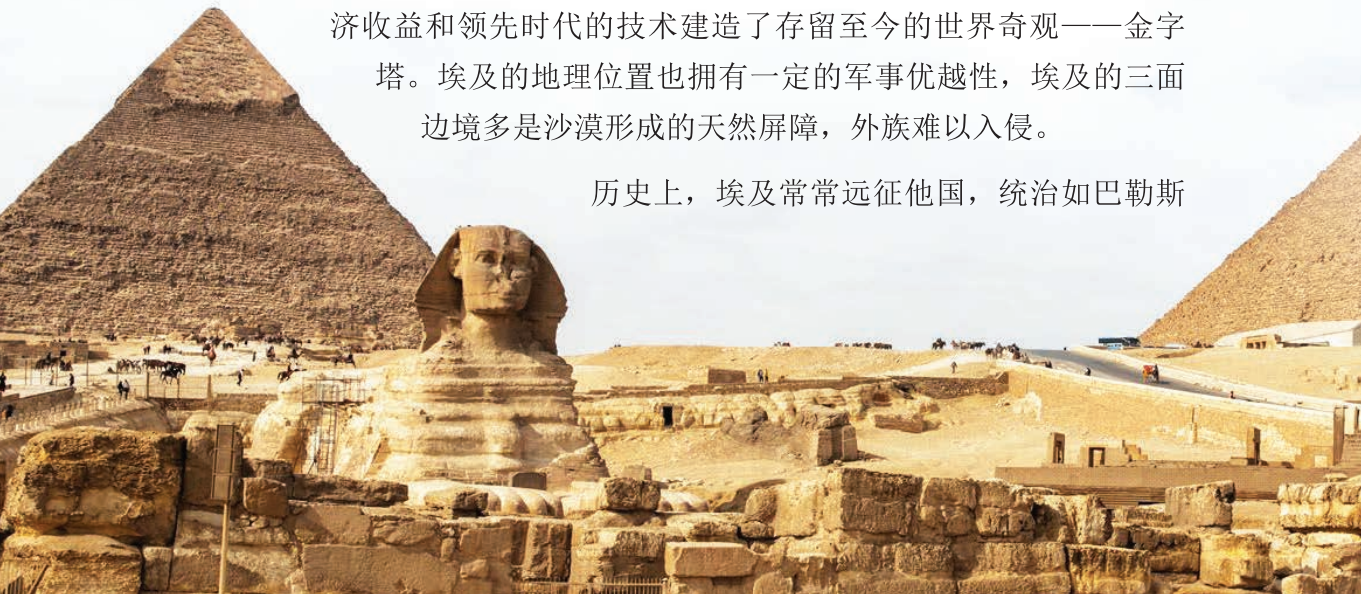 济收益和领先时代的技术建造了存留至今的世界奇观——金字
塔。埃及的地理位置也拥有一定的军事优越性，埃及的三面
边境多是沙漠形成的天然屏障，外族难以入侵。
历史上，埃及常常远征他国，统治如巴勒斯